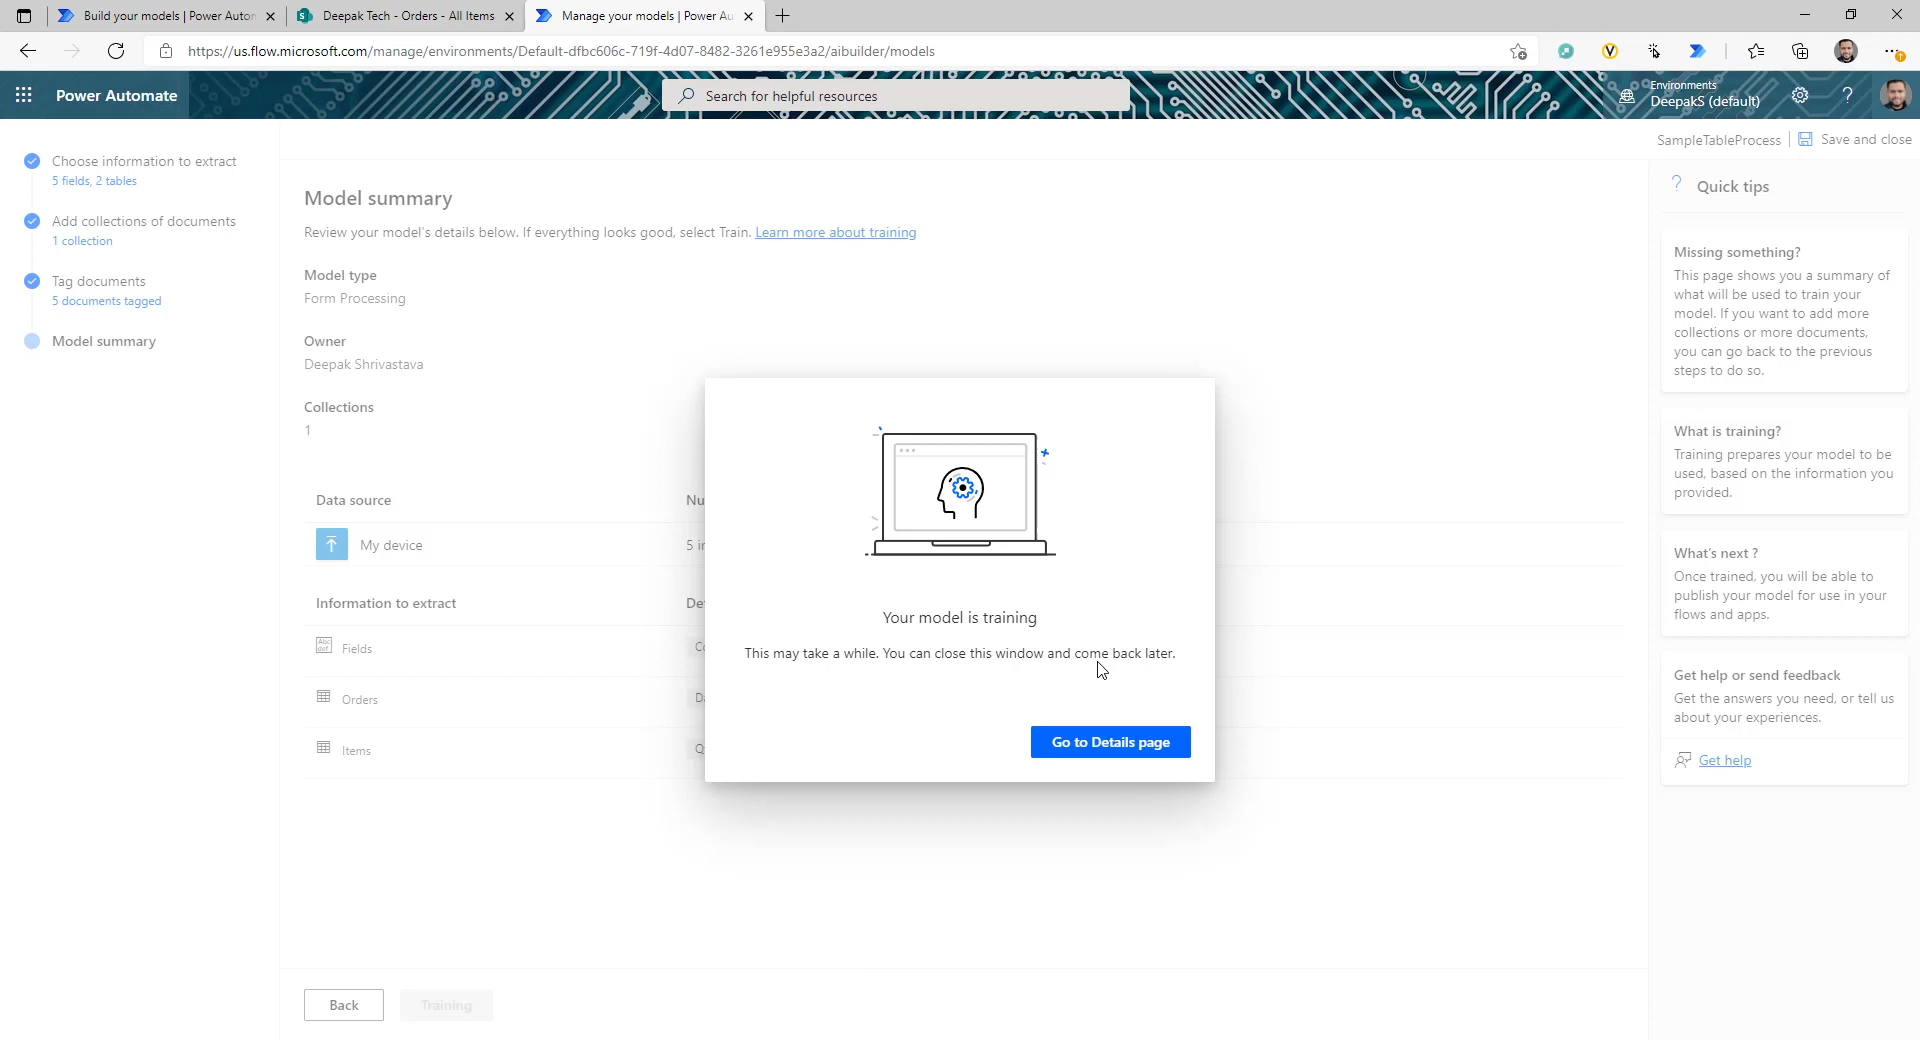 Build your models | Power Auton
Deepak Tech - Orders - All Items
Manage your models | Power Au
https://us.flow.microsoft.com/manage/environments/Default-dfbc606c-719f-4d07-8482-3261e955e3a2/aibuilder/models
Power Automate
Search for helpful resources
Environments
DeepakS (default)
?
SampleTableProcess
Save and close
Choose information to extract
5 fields, 2 tables
Add collections of documents
1 collection
Tag documents
5 documents tagged
Model summary
Model summary
Review your model's details below. If everything looks good, select Train. Learn more about training
Model type
Form Processing
Owner
Deepak Shrivastava
Collections
1
Data source
Nu
My device
5 in
Information to extract
De
Abc
def
Fields
Orders
Items
Your model is training
This may take a while. You can close this window and come back later.
Go to Details page
Back
Training
? Quick tips
Missing something?
This page shows you a summary of
what will be used to train your
model. If you want to add more
collections or more documents,
you can go back to the previous
steps to do so.
What is training?
Training prepares your model to be
used, based on the information you
provided.
What's next ?
Once trained, you will be able to
publish your model for use in your
flows and apps.
Get help or send feedback
Get the answers you need, or tell us
about your experiences.
Get help